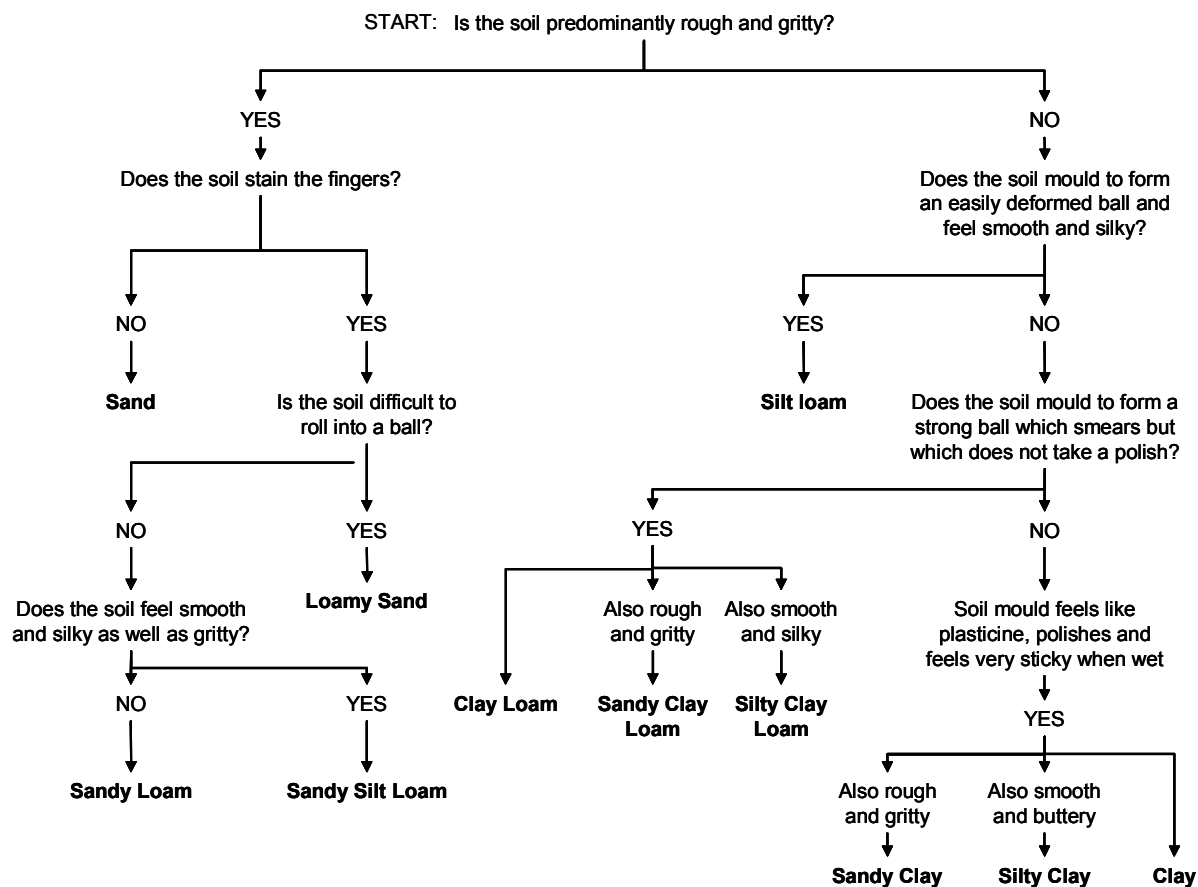 START: Is the soil predominantly rough and gritty?
YES
NO
Does the soil stain the fingers?
Does the soil mould to form
an easily deformed ball and
feel smooth and silky?
NO
YES
YES
NO
Sand
Is the soil difficult to
roll into a ball?
Silt loam
Does the soil mould to form a
strong ball which smears but
which does not take a polish?
NO
YES
YES
NO
Does the soil feel smooth
and silky as well as gritty?
Loamy Sand
Also rough
and gritty
Also smooth
and silky
Soil mould feels like
plasticine, polishes and
feels very sticky when wet
NO
YES
Clay Loam
Sandy Clay
Loam
Silty Clay
Loam
YES
Sandy Loam
Sandy Silt Loam
Also rough
and gritty
Also smooth
and buttery
Sandy Clay
Silty Clay
Clay